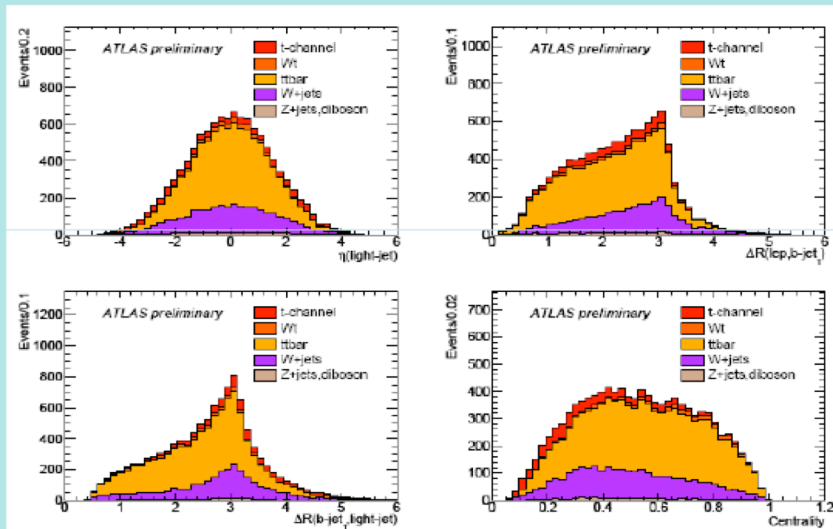 Events/0.2
1000
800
600
400
200
0
ATLAS preliminary
t-channel
Wt
ttbar
W+jets
Z+jets,diboson
-6 -4 -2 0 2 4 6
η(light-jet)
Events/0.1
1000
800
600
400
200
0
ATLAS preliminary
t-channel
Wt
ttbar
W+jets
Z+jets,diboson
0 1 2 3 4 5 6
ΔR(lep,b-jet1)
Events/0.1
1200
1000
800
600
400
200
0
ATLAS preliminary
t-channel
Wt
ttbar
W+jets
Z+jets,diboson
0 1 2 3 4 5 6
ΔR(b-jet ,light-jet)
Events/0.02
700
600
500
400
300
200
100
0
ATLAS preliminary
t-channel
Wt
ttbar
W+jets
Z+jets,diboson
0 0.2 0.4 0.6 0.8 1 1.2
Centrality